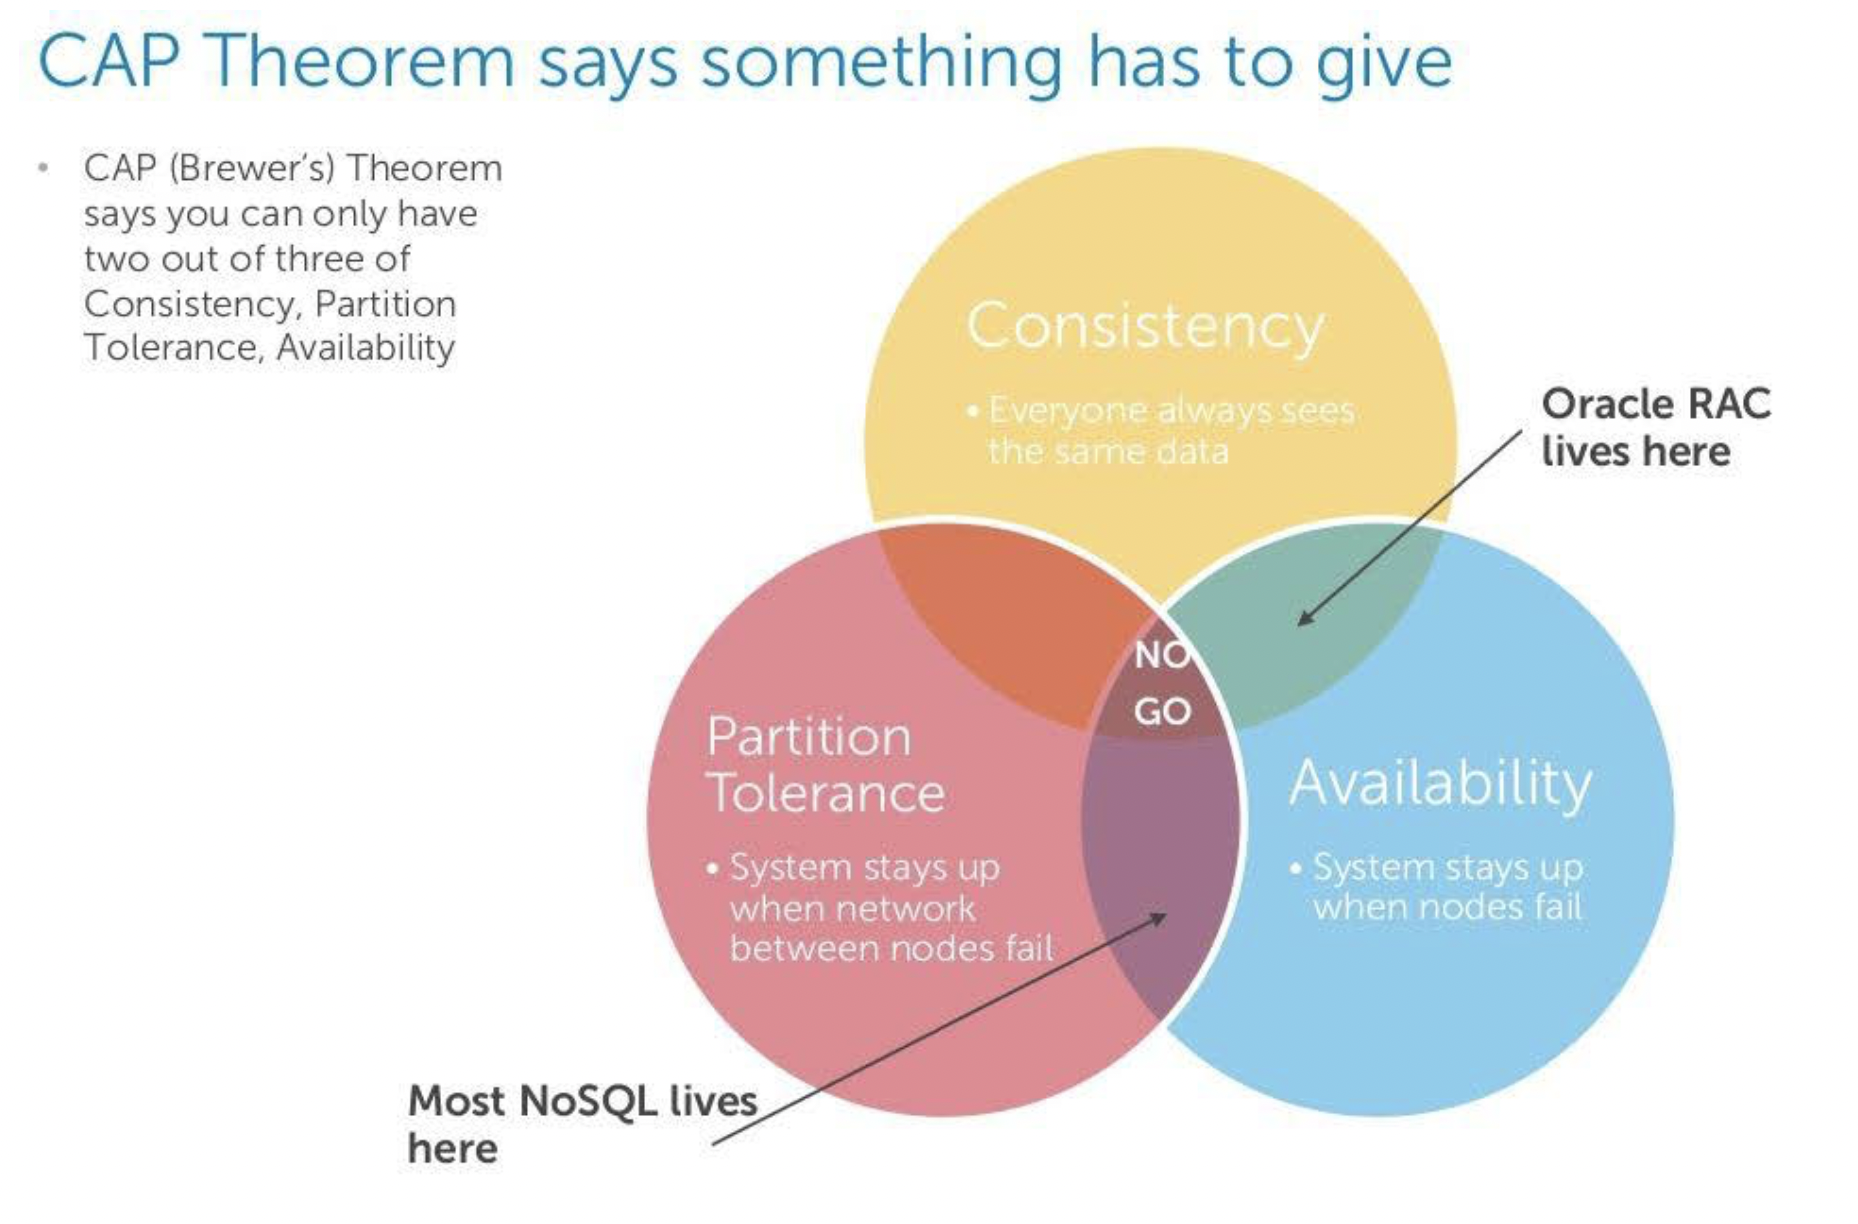 CAP Theorem says something has to give
• CAP (Brewer's) Theorem
says you can only have
two out of three of
Consistency, Partition
Tolerance, Availability
Consistency
• Everyone always sees
the same data
Oracle RAC
lives here
NO
GO
Partition
Tolerance
• System stays up
when network
between nodes fail
Availability
• System stays up
when nodes fail
Most NoSQL lives
here